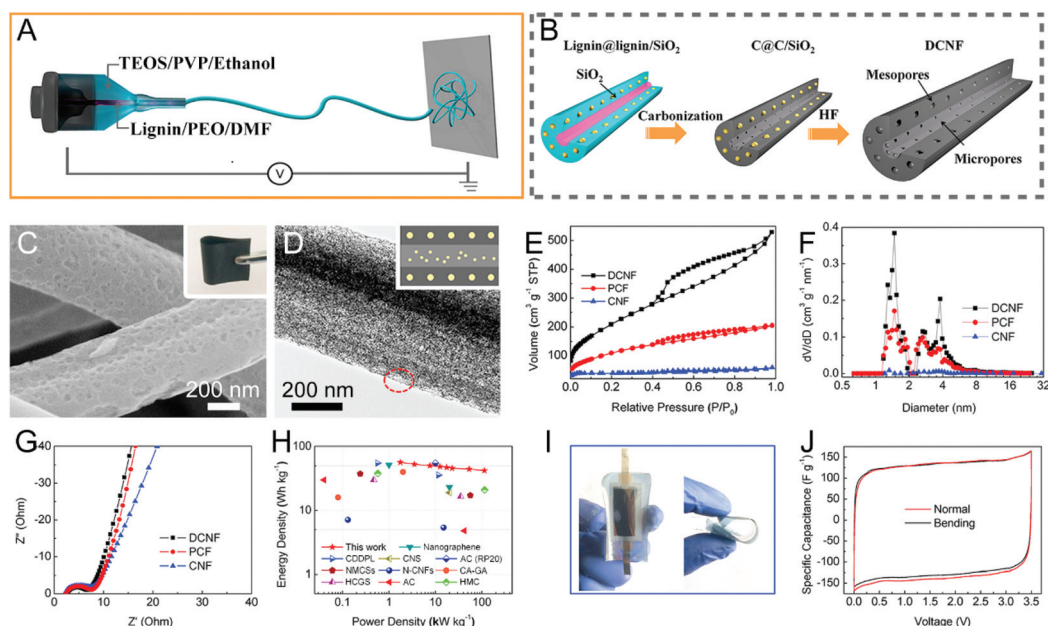 A
TEOS/PVP/Ethanol
Lignin/PEO/DMF
V
B
Lignin@lignin/SiO2
C@C/SiO2
DCNF
SiO2
Mesopores
Carbonization
HF
Micropores
C
200 nm
D
200 nm
E
500
400
300
200
100
0
DCNF
PCF
CNF
Volume (cm³ g⁻¹ STP)
0.0 0.2 0.4 0.6 0.8 1.0
Relative Pressure (P/P₀)
F
0.4
0.3
0.2
0.1
0.0
DCNF
PCF
CNF
dV/dD (cm³ g⁻¹ nm⁻¹)
0.5 1 2 4 8 16 32
Diameter (nm)
G
-40
-30
-20
-10
0
DCNF
PCF
CNF
Z'' (Ohm)
0 10 20 30 40
Z' (Ohm)
H
100
10
1
Energy Density (Wh kg⁻¹)
This work Nanographene
CDDPL CNS AC (RP20)
NMCSs N-CNFs CA-GA
HCGS AC HMC
0.1 1 10 100
Power Density (kW kg⁻¹)
I
J
150
100
50
0
-50
-100
-150
Specific Capacitance (F g⁻¹)
Normal
Bending
0.0 0.5 1.0 1.5 2.0 2.5 3.0 3.5
Voltage (V)